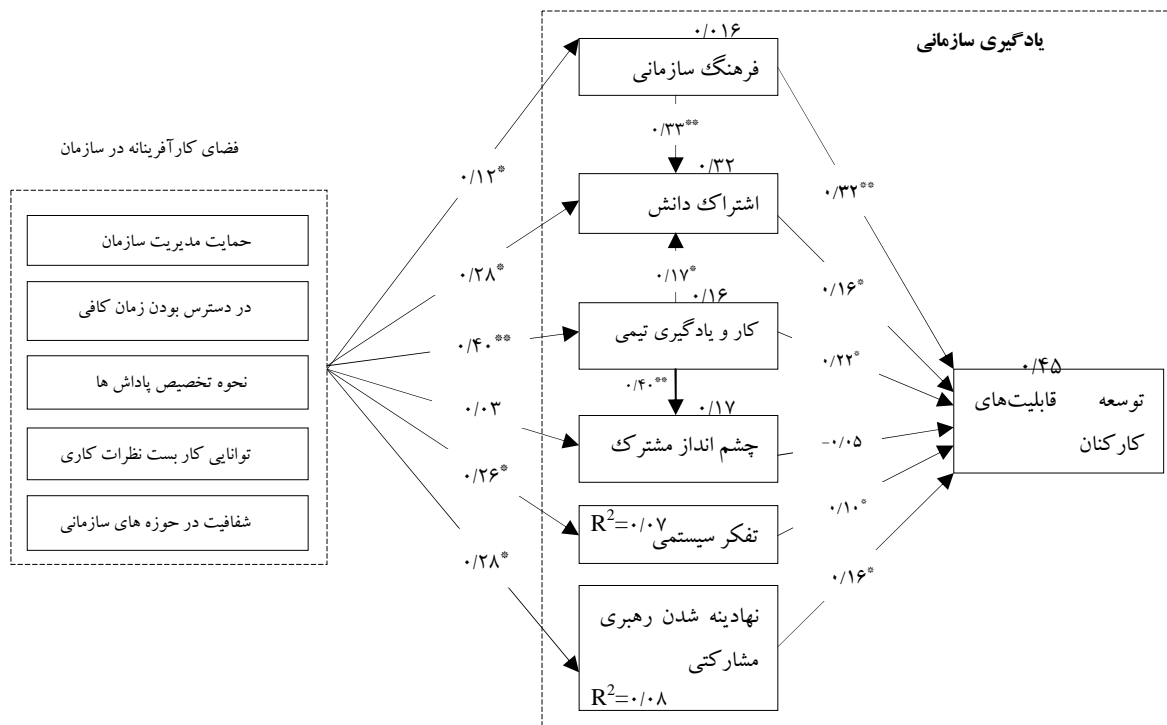 یادگیری سازمانی
۰/۰۱۶
فرهنگ سازمانی
۰/۳۳**
۰/۳۲
اشتراک دانش
۰/۱۷*
۰/۱۶
کار و یادگیری تیمی
۰/۴۰**
۰/۱۷
چشم انداز مشترک
R²=۰/۰۷
تفکر سیستمی
نهادینه شدن رهبری
مشارکتی
R²=۰/۰۸
فضای کارآفرینانه در سازمان
حمایت مدیریت سازمان
در دسترس بودن زمان کافی
نحوه تخصیص پاداش ها
توانایی کار بست نظرات کاری
شفافیت در حوزه های سازمانی
۰/۱۲*
۰/۲۸*
۰/۴۰**
۰/۰۳
۰/۲۶*
۰/۲۸*
۰/۳۲**
۰/۱۶*
۰/۲۲*
-۰/۰۵
۰/۱۰*
۰/۱۶*
۰/۴۵
توسعه قابلیت‌های
کارکنان